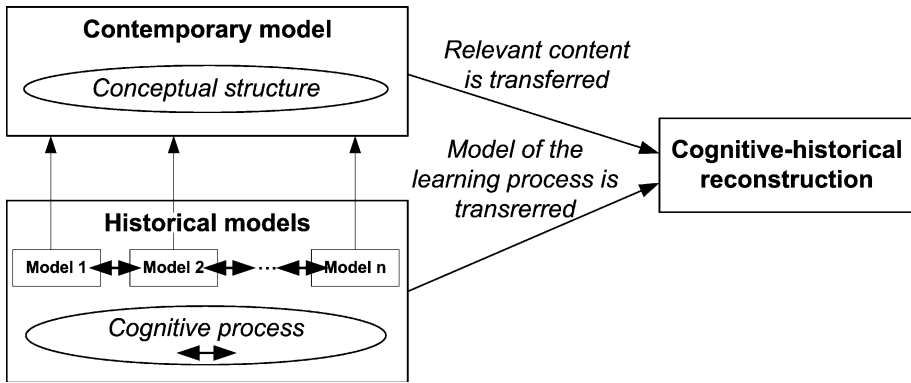 Contemporary model
Conceptual structure
Relevant content
is transferred
Model of the
learning process is
transrerred
Cognitive-historical
reconstruction
Historical models
Model 1
Model 2
...
Model n
Cognitive process